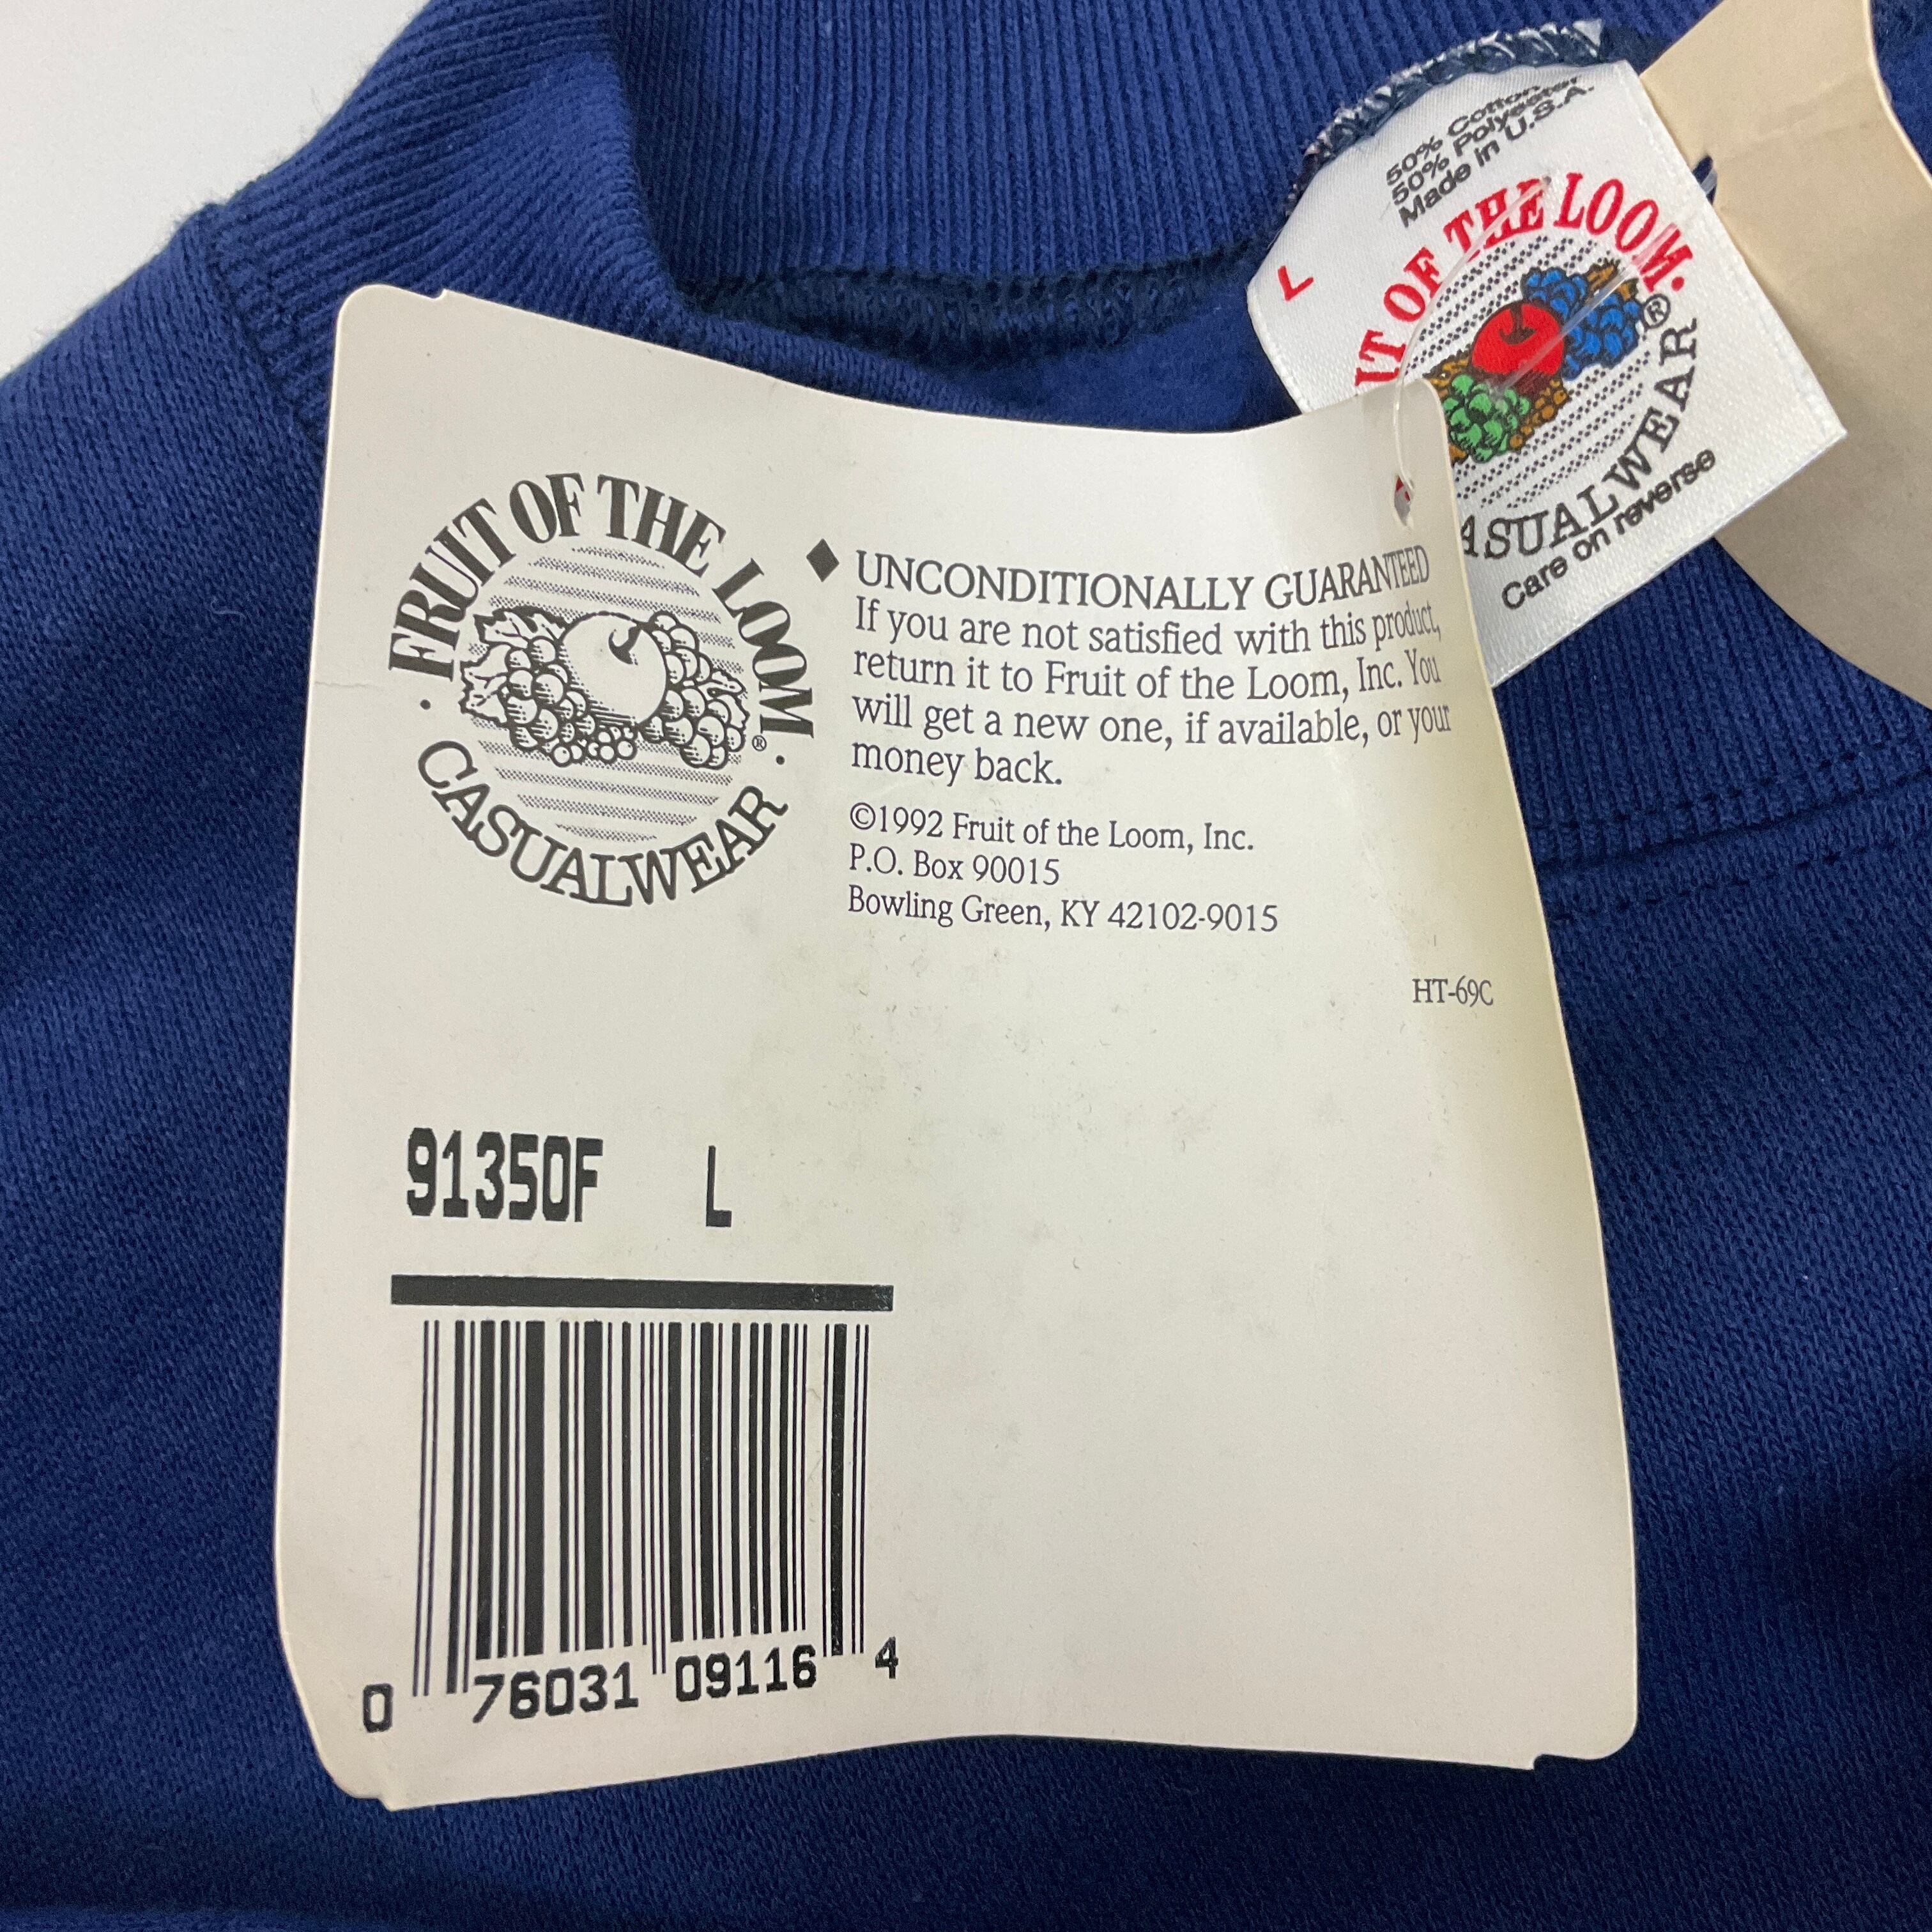 50% Cotton
50% Polyester
Made in U.S.A.
L
OF THE LOOM.
®
CASUALWEAR
Care on reverse
· FRUIT OF THE LOOM ·
®
CASUALWEAR
◆ UNCONDITIONALLY GUARANTEED
If you are not satisfied with this product,
return it to Fruit of the Loom, Inc. You
will get a new one, if available, or your
money back.
©1992 Fruit of the Loom, Inc.
P.O. Box 90015
Bowling Green, KY 42102-9015
HT-69C
91350F L
0 76031 09116 4